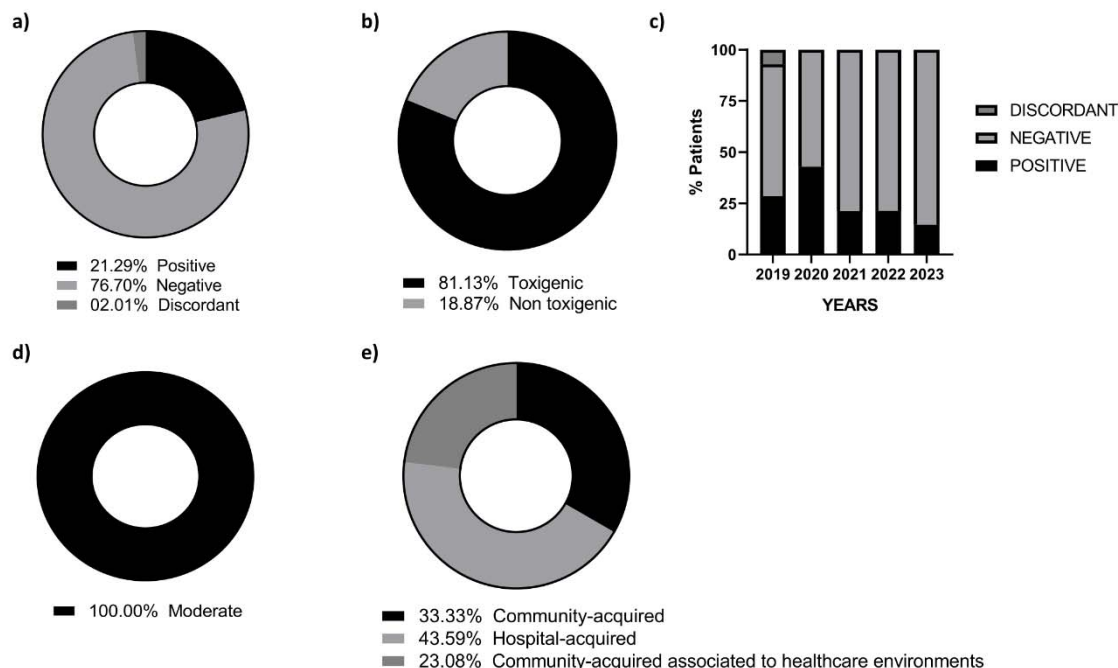 a)
21.29% Positive
76.70% Negative
02.01% Discordant
b)
81.13% Toxigenic
18.87% Non toxigenic
c)
% Patients
100
75
50
25
0
2019 2020 2021 2022 2023
YEARS
DISCORDANT
NEGATIVE
POSITIVE
d)
100.00% Moderate
e)
33.33% Community-acquired
43.59% Hospital-acquired
23.08% Community-acquired associated to healthcare environments